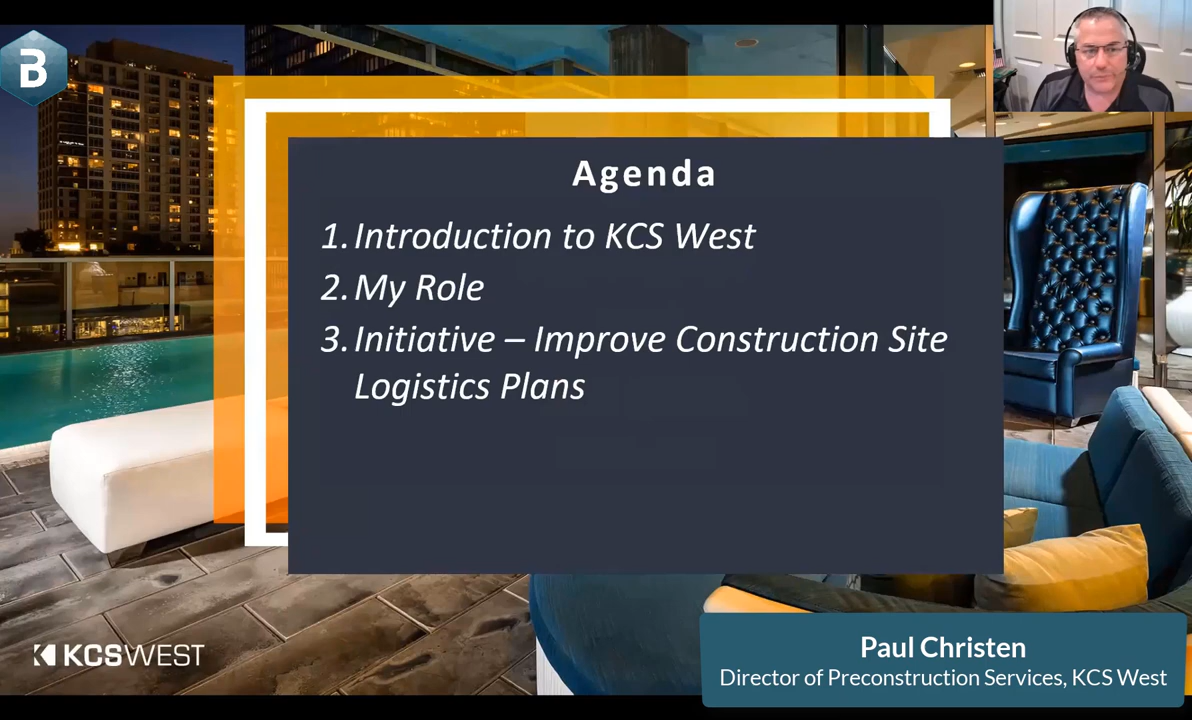 B
Agenda
1. Introduction to KCS West
2. My Role
3. Initiative – Improve Construction Site
Logistics Plans
KCSWEST
Paul Christen
Director of Preconstruction Services, KCS West